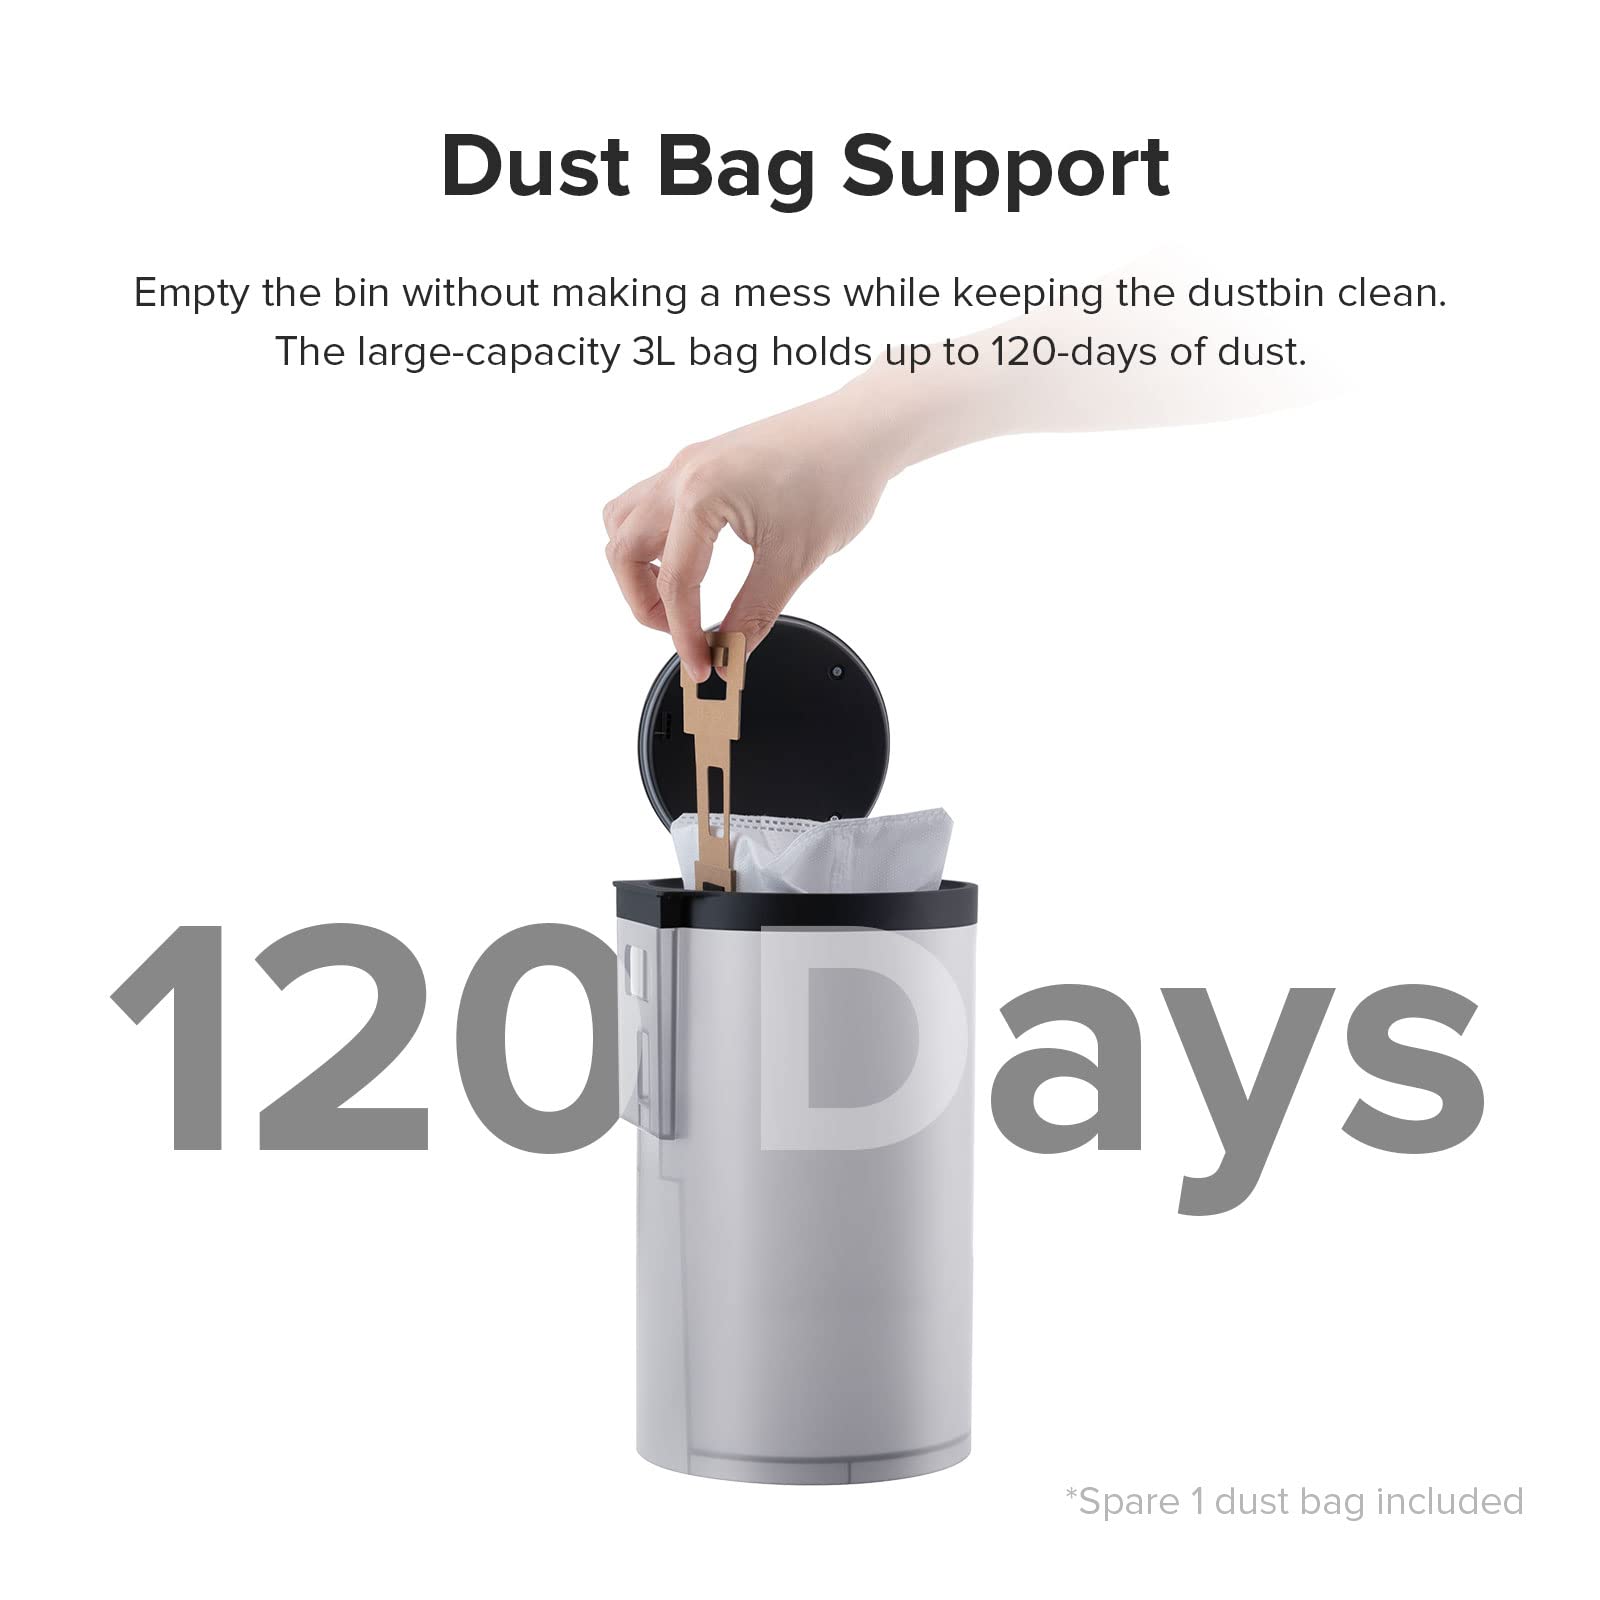 Dust Bag Support
Empty the bin without making a mess while keeping the dustbin clean.
The large-capacity 3L bag holds up to 120-days of dust.
120 Days
*Spare 1 dust bag included